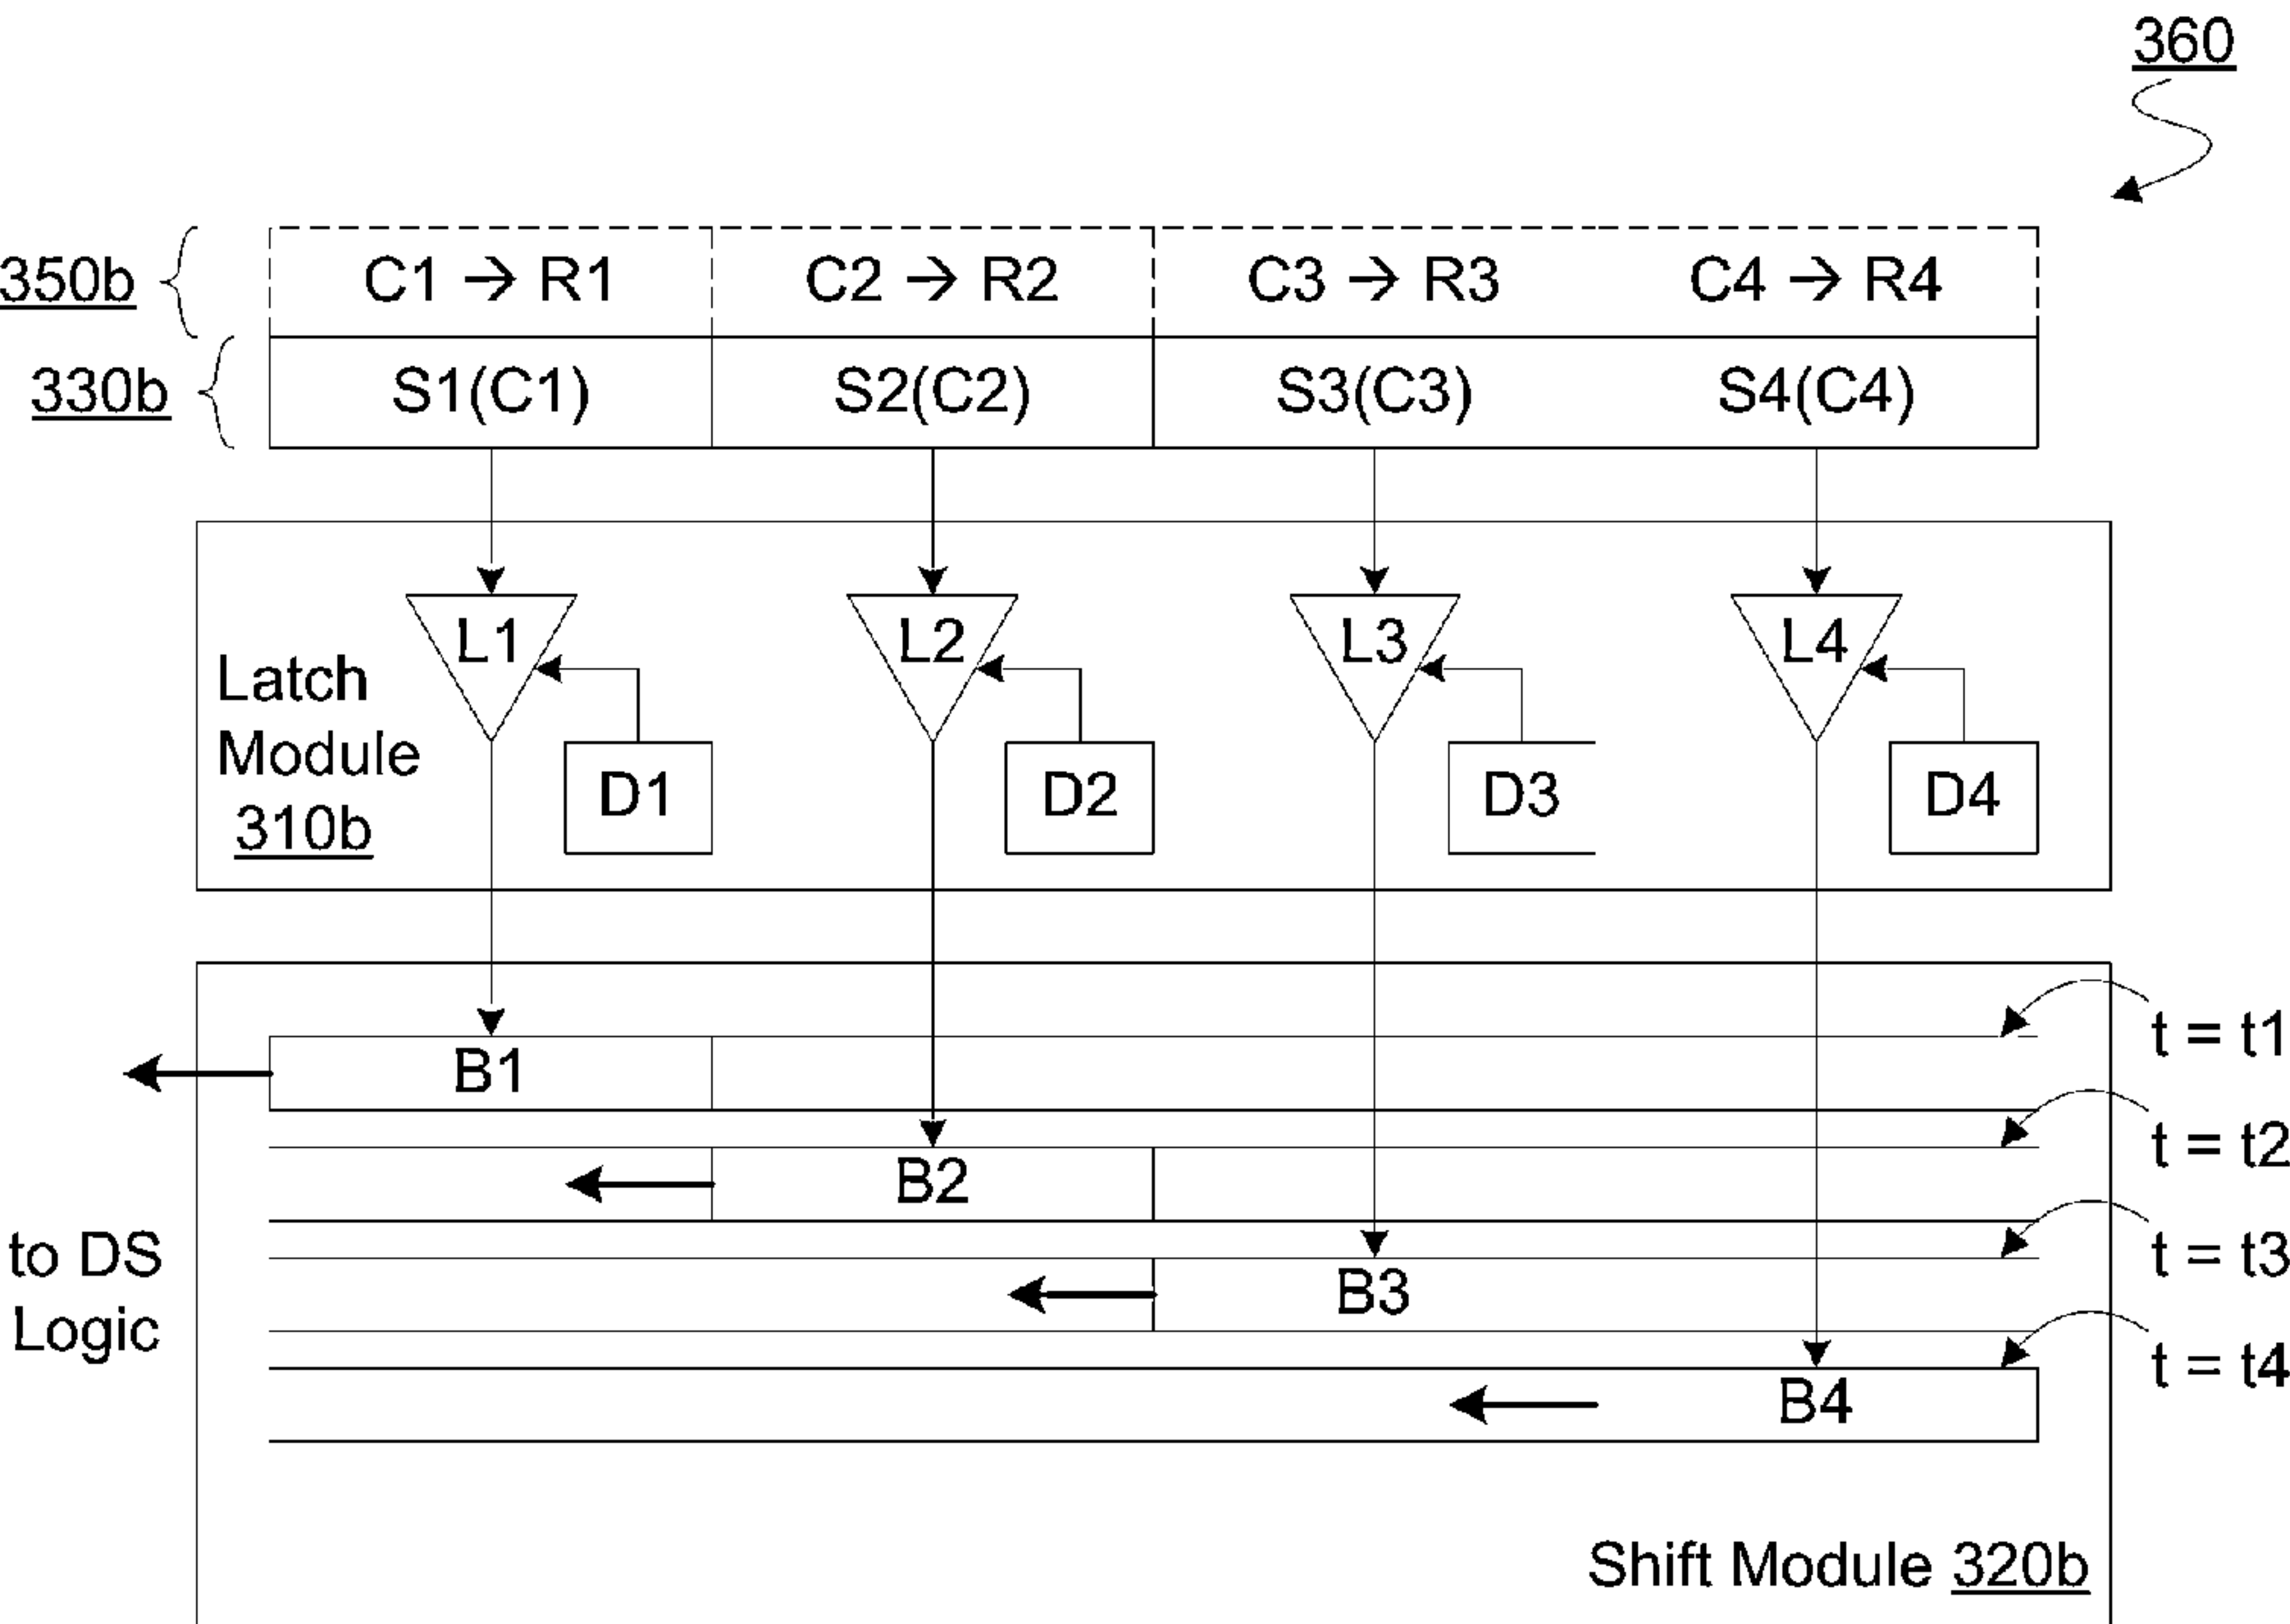 360
350b
C1 → R1 C2 → R2 C3 → R3 C4 → R4
330b
S1(C1) S2(C2) S3(C3) S4(C4)
L1 L2 L3 L4
Latch
Module
310b
D1 D2 D3 D4
B1
t = t1
B2
t = t2
B3
t = t3
B4
t = t4
to DS
Logic
Shift Module 320b